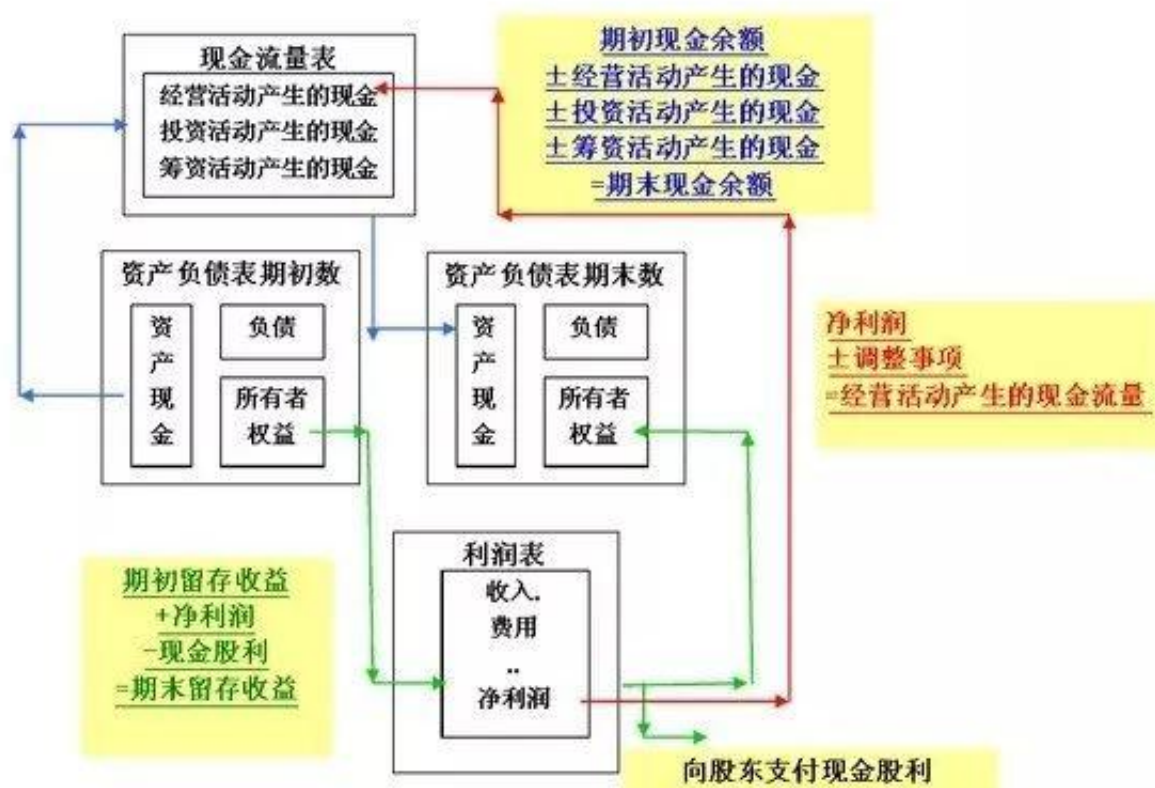 现金流量表
经营活动产生的现金
投资活动产生的现金
筹资活动产生的现金
期初现金余额
±经营活动产生的现金
±投资活动产生的现金
±筹资活动产生的现金
=期末现金余额
资产负债表期初数
资产现金
负债
所有者
权益
资产负债表期末数
资产现金
负债
所有者
权益
净利润
±调整事项
=经营活动产生的现金流量
期初留存收益
+净利润
-现金股利
=期末留存收益
利润表
收入.
费用
..
净利润
向股东支付现金股利